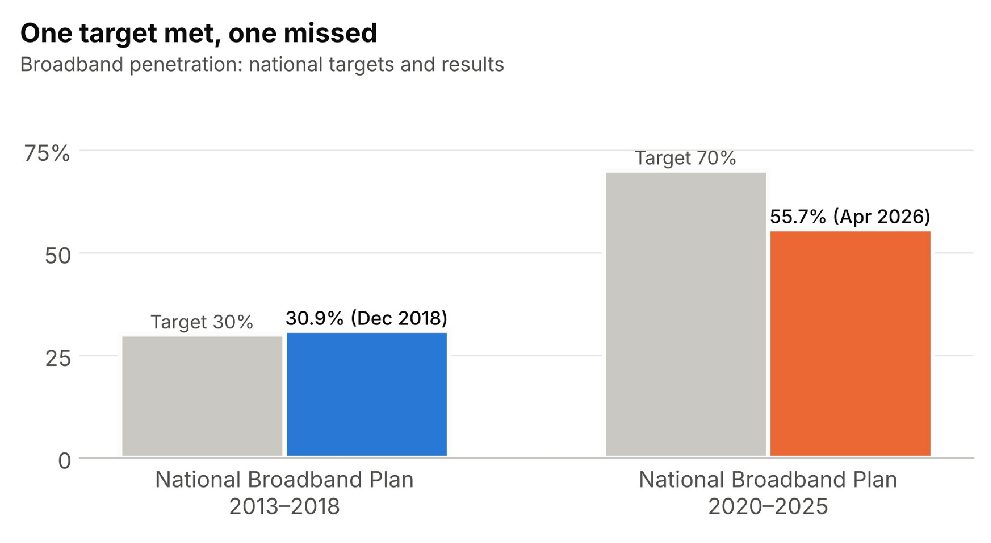 One target met, one missed
Broadband penetration: national targets and results
75%
Target 70%
55.7% (Apr 2026)
50
Target 30%
30.9% (Dec 2018)
25
0
National Broadband Plan
2013–2018
National Broadband Plan
2020–2025